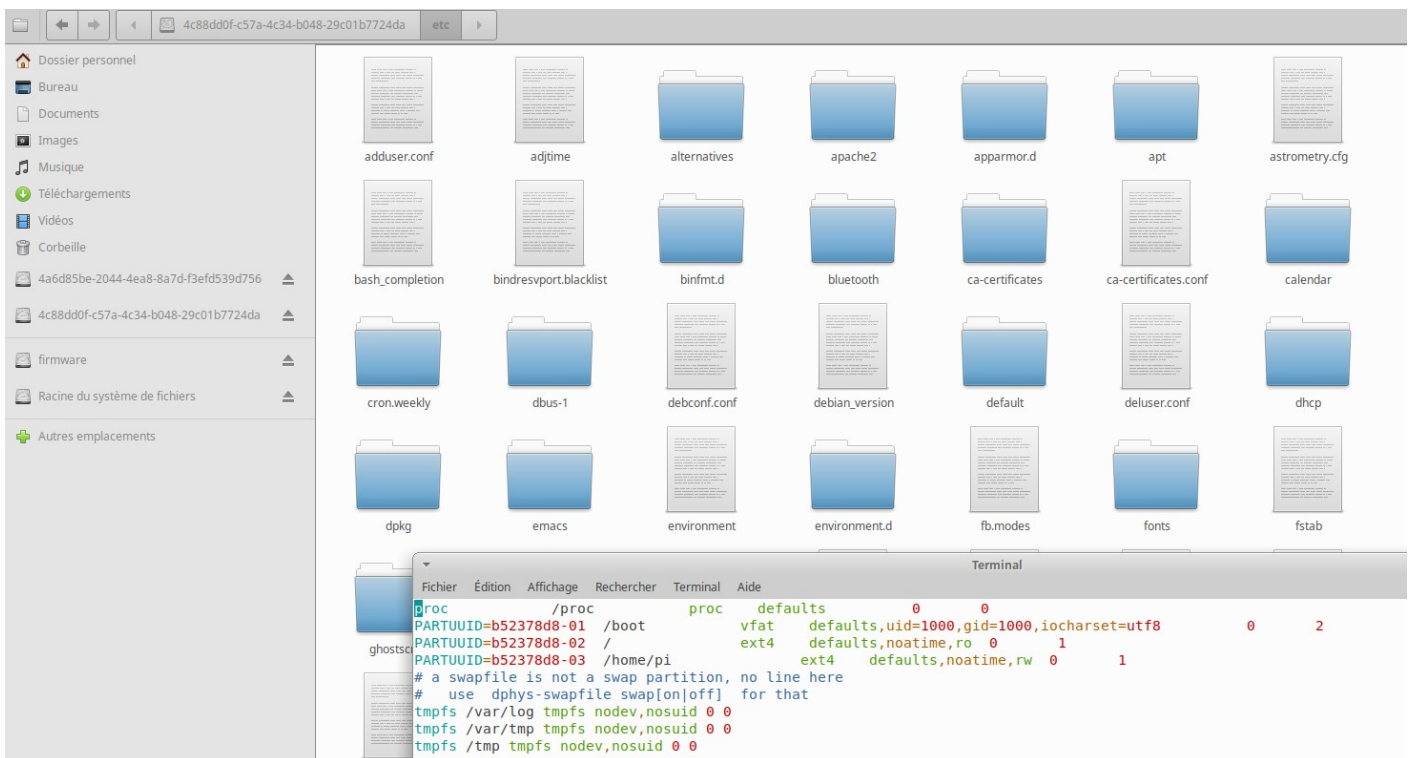 4c88dd0f-c57a-4c34-b048-29c01b7724da etc
Dossier personnel
Bureau
Documents
Images
Musique
Téléchargements
Vidéos
Corbeille
4a6d85be-2044-4ea8-8a7d-f3efd539d756
4c88dd0f-c57a-4c34-b048-29c01b7724da
firmware
Racine du système de fichiers
Autres emplacements
adduser.conf adjtime alternatives apache2 apparmor.d apt astrometry.cfg
bash_completion bindresvport.blacklist binfmt.d bluetooth ca-certificates ca-certificates.conf calendar
cron.weekly dbus-1 debconf.conf debian_version default deluser.conf dhcp
dpkg emacs environment environment.d fb.modes fonts fstab
Terminal
Fichier Édition Affichage Rechercher Terminal Aide
proc /proc proc defaults 0 0
PARTUUID=b52378d8-01 /boot vfat defaults,uid=1000,gid=1000,iocharset=utf8 0 2
PARTUUID=b52378d8-02 / ext4 defaults,noatime,ro 0 1
PARTUUID=b52378d8-03 /home/pi ext4 defaults,noatime,rw 0 1
# a swapfile is not a swap partition, no line here
#   use  dphys-swapfile swap[on|off]  for that
tmpfs /var/log tmpfs nodev,nosuid 0 0
tmpfs /var/tmp tmpfs nodev,nosuid 0 0
tmpfs /tmp tmpfs nodev,nosuid 0 0